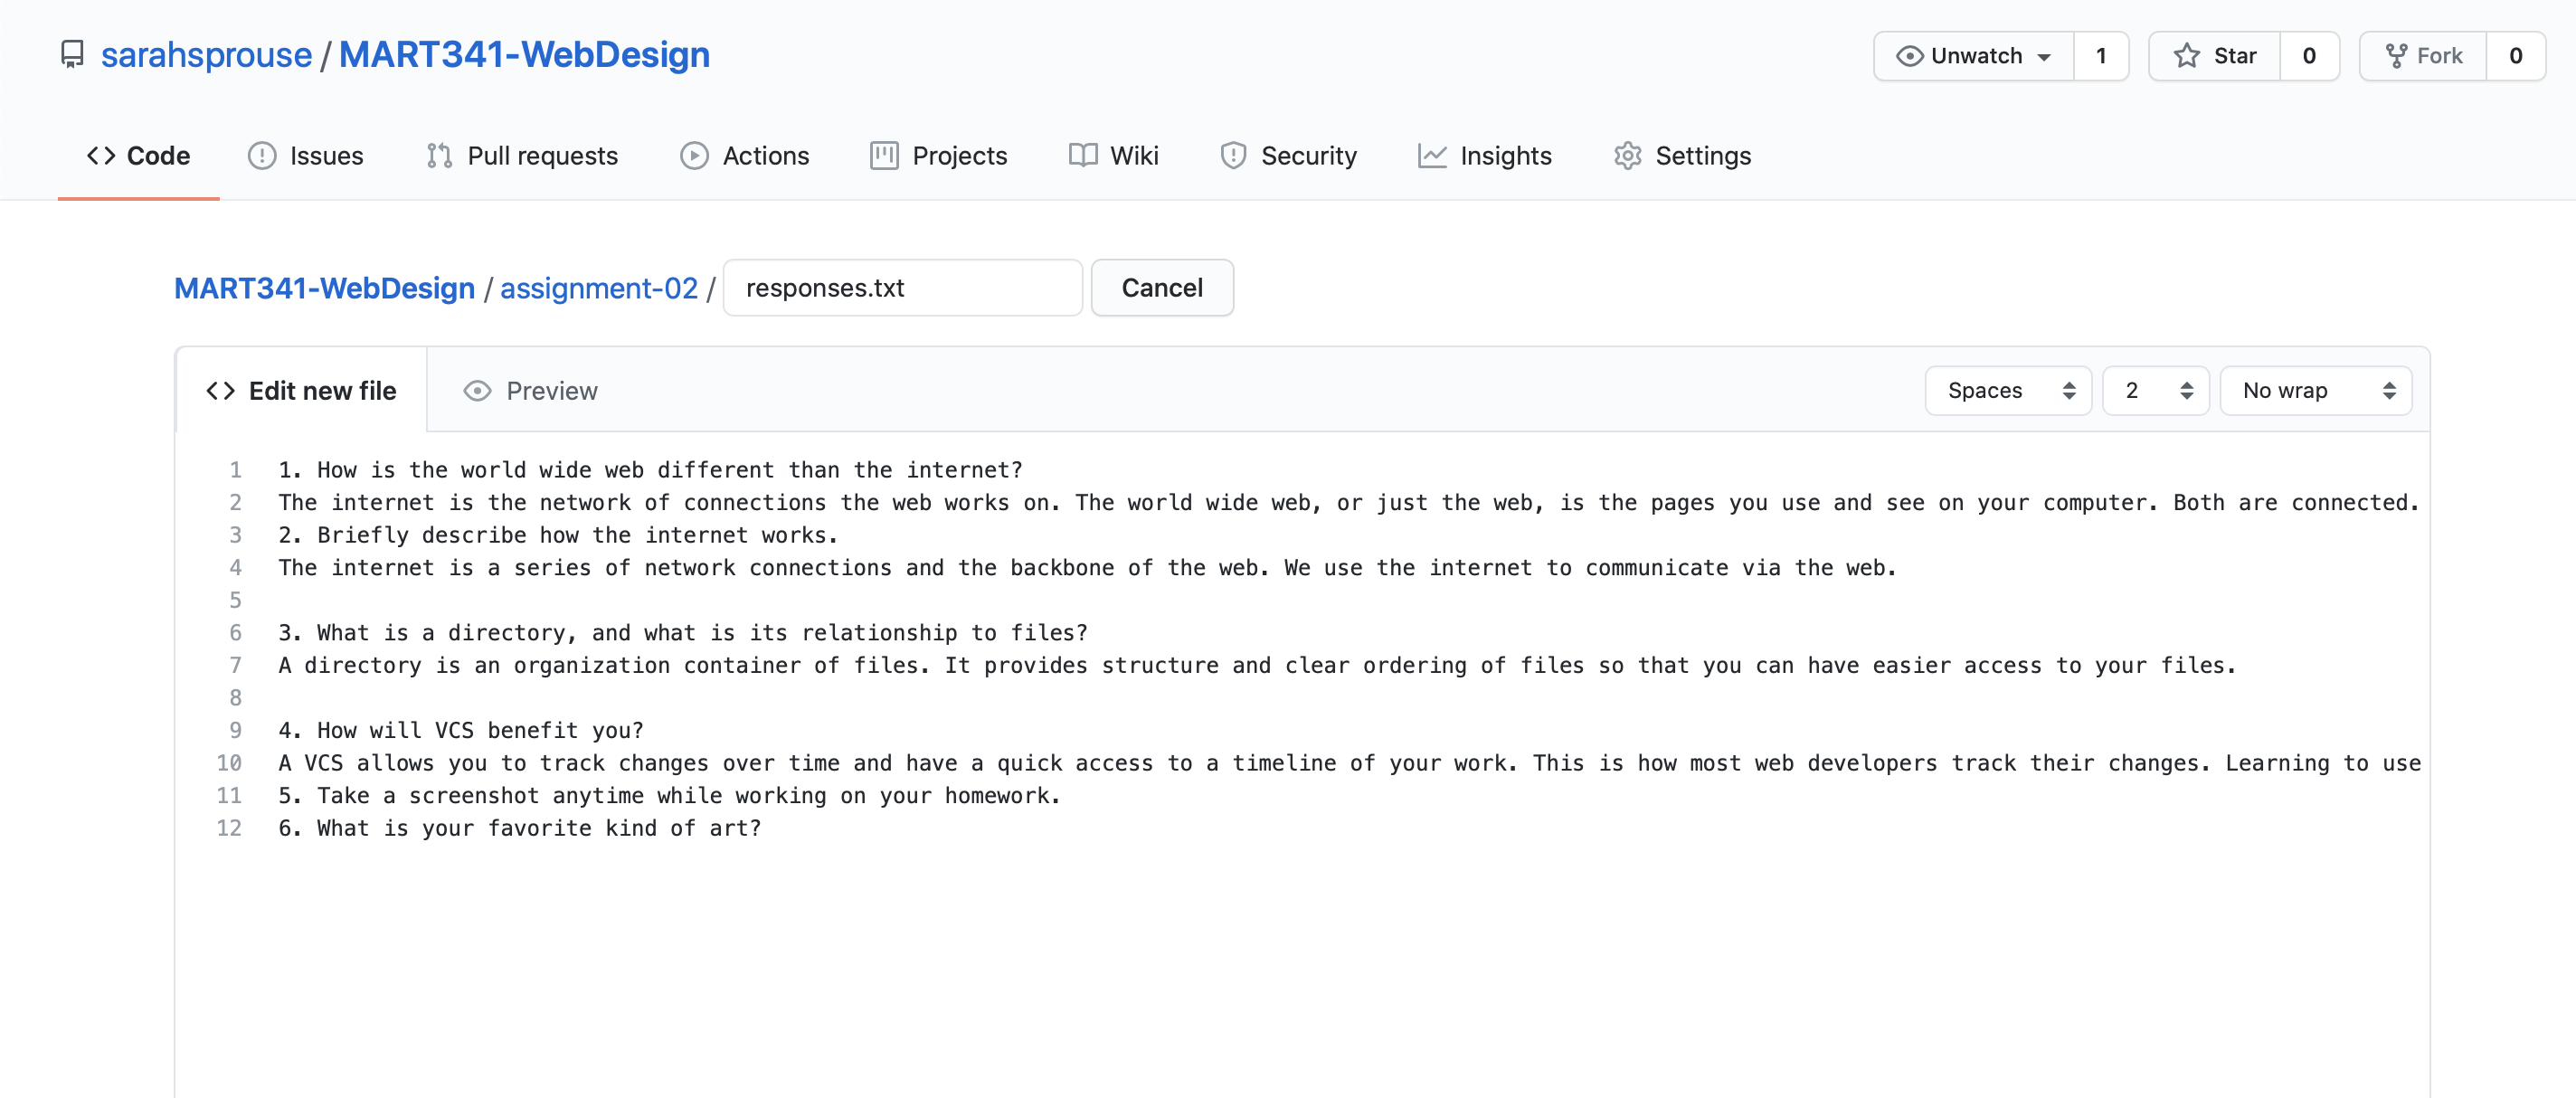 sarahsprouse / MART341-WebDesign
Unwatch 1 Star 0 Fork 0
Code Issues Pull requests Actions Projects Wiki Security Insights Settings
MART341-WebDesign / assignment-02 / responses.txt Cancel
Edit new file Preview Spaces 2 No wrap
1 1. How is the world wide web different than the internet?
2 The internet is the network of connections the web works on. The world wide web, or just the web, is the pages you use and see on your computer. Both are connected.
3 2. Briefly describe how the internet works.
4 The internet is a series of network connections and the backbone of the web. We use the internet to communicate via the web.
5
6 3. What is a directory, and what is its relationship to files?
7 A directory is an organization container of files. It provides structure and clear ordering of files so that you can have easier access to your files.
8
9 4. How will VCS benefit you?
10 A VCS allows you to track changes over time and have a quick access to a timeline of your work. This is how most web developers track their changes. Learning to use
11 5. Take a screenshot anytime while working on your homework.
12 6. What is your favorite kind of art?